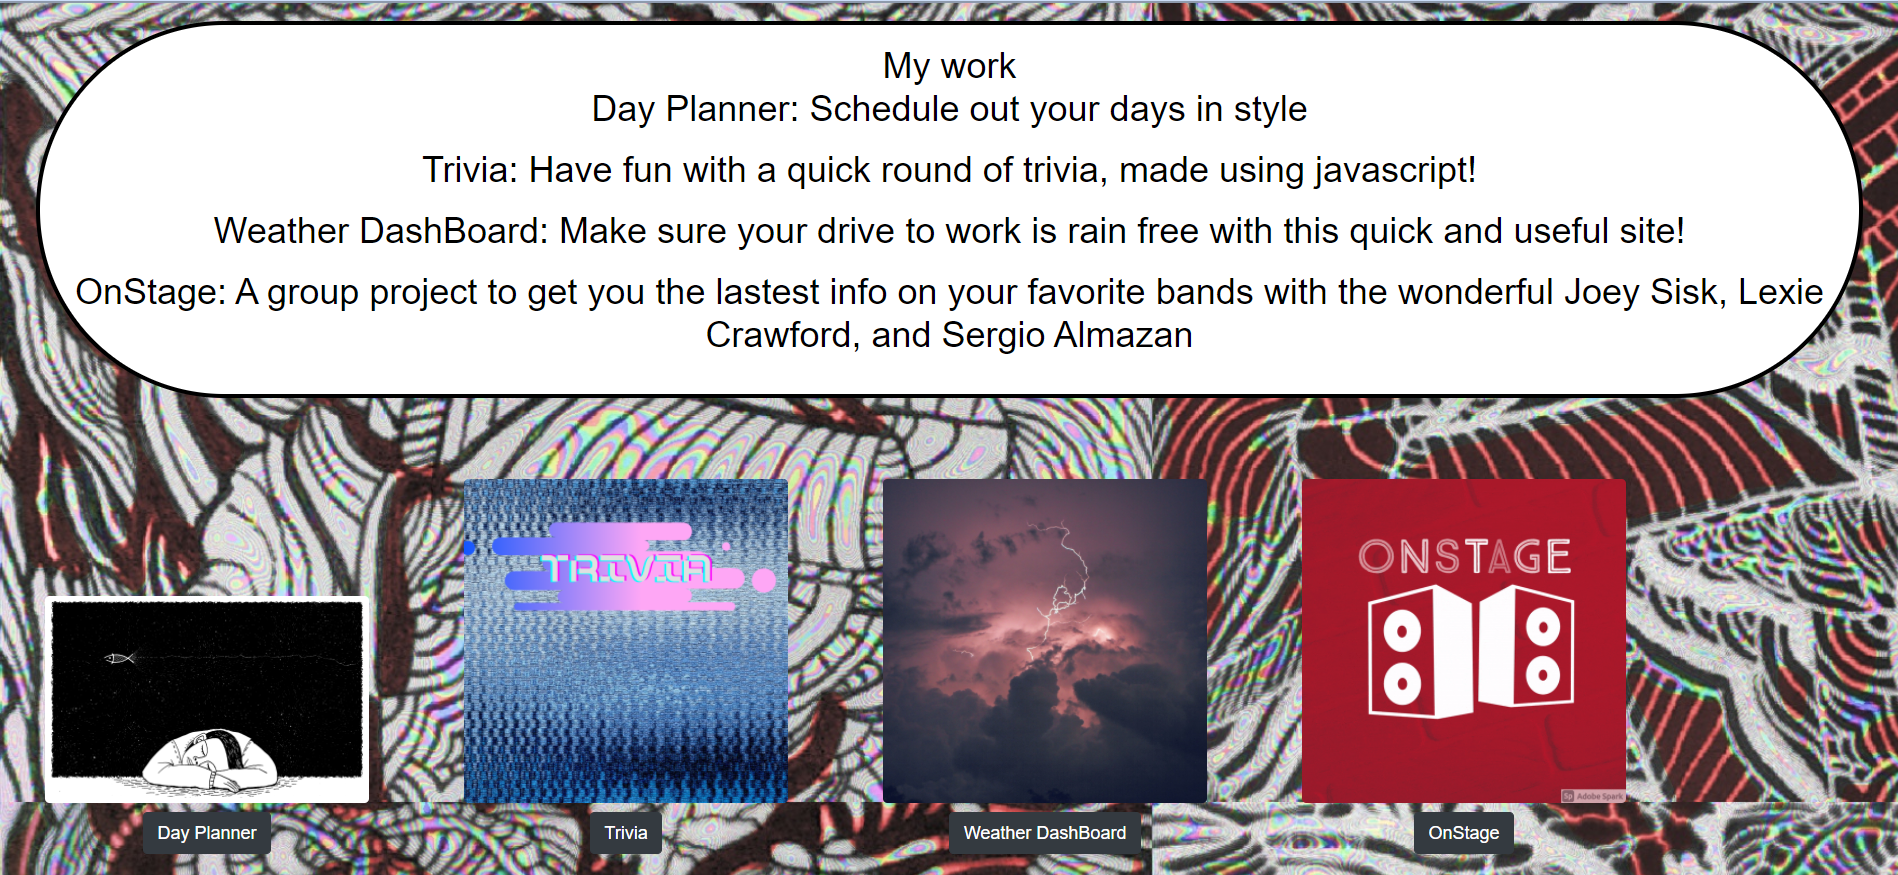 My work
Day Planner: Schedule out your days in style
Trivia: Have fun with a quick round of trivia, made using javascript!
Weather DashBoard: Make sure your drive to work is rain free with this quick and useful site!
OnStage: A group project to get you the lastest info on your favorite bands with the wonderful Joey Sisk, Lexie
Crawford, and Sergio Almazan
TRIVIA
ONSTAGE
Sp Adobe Spark
Day Planner
Trivia
Weather DashBoard
OnStage